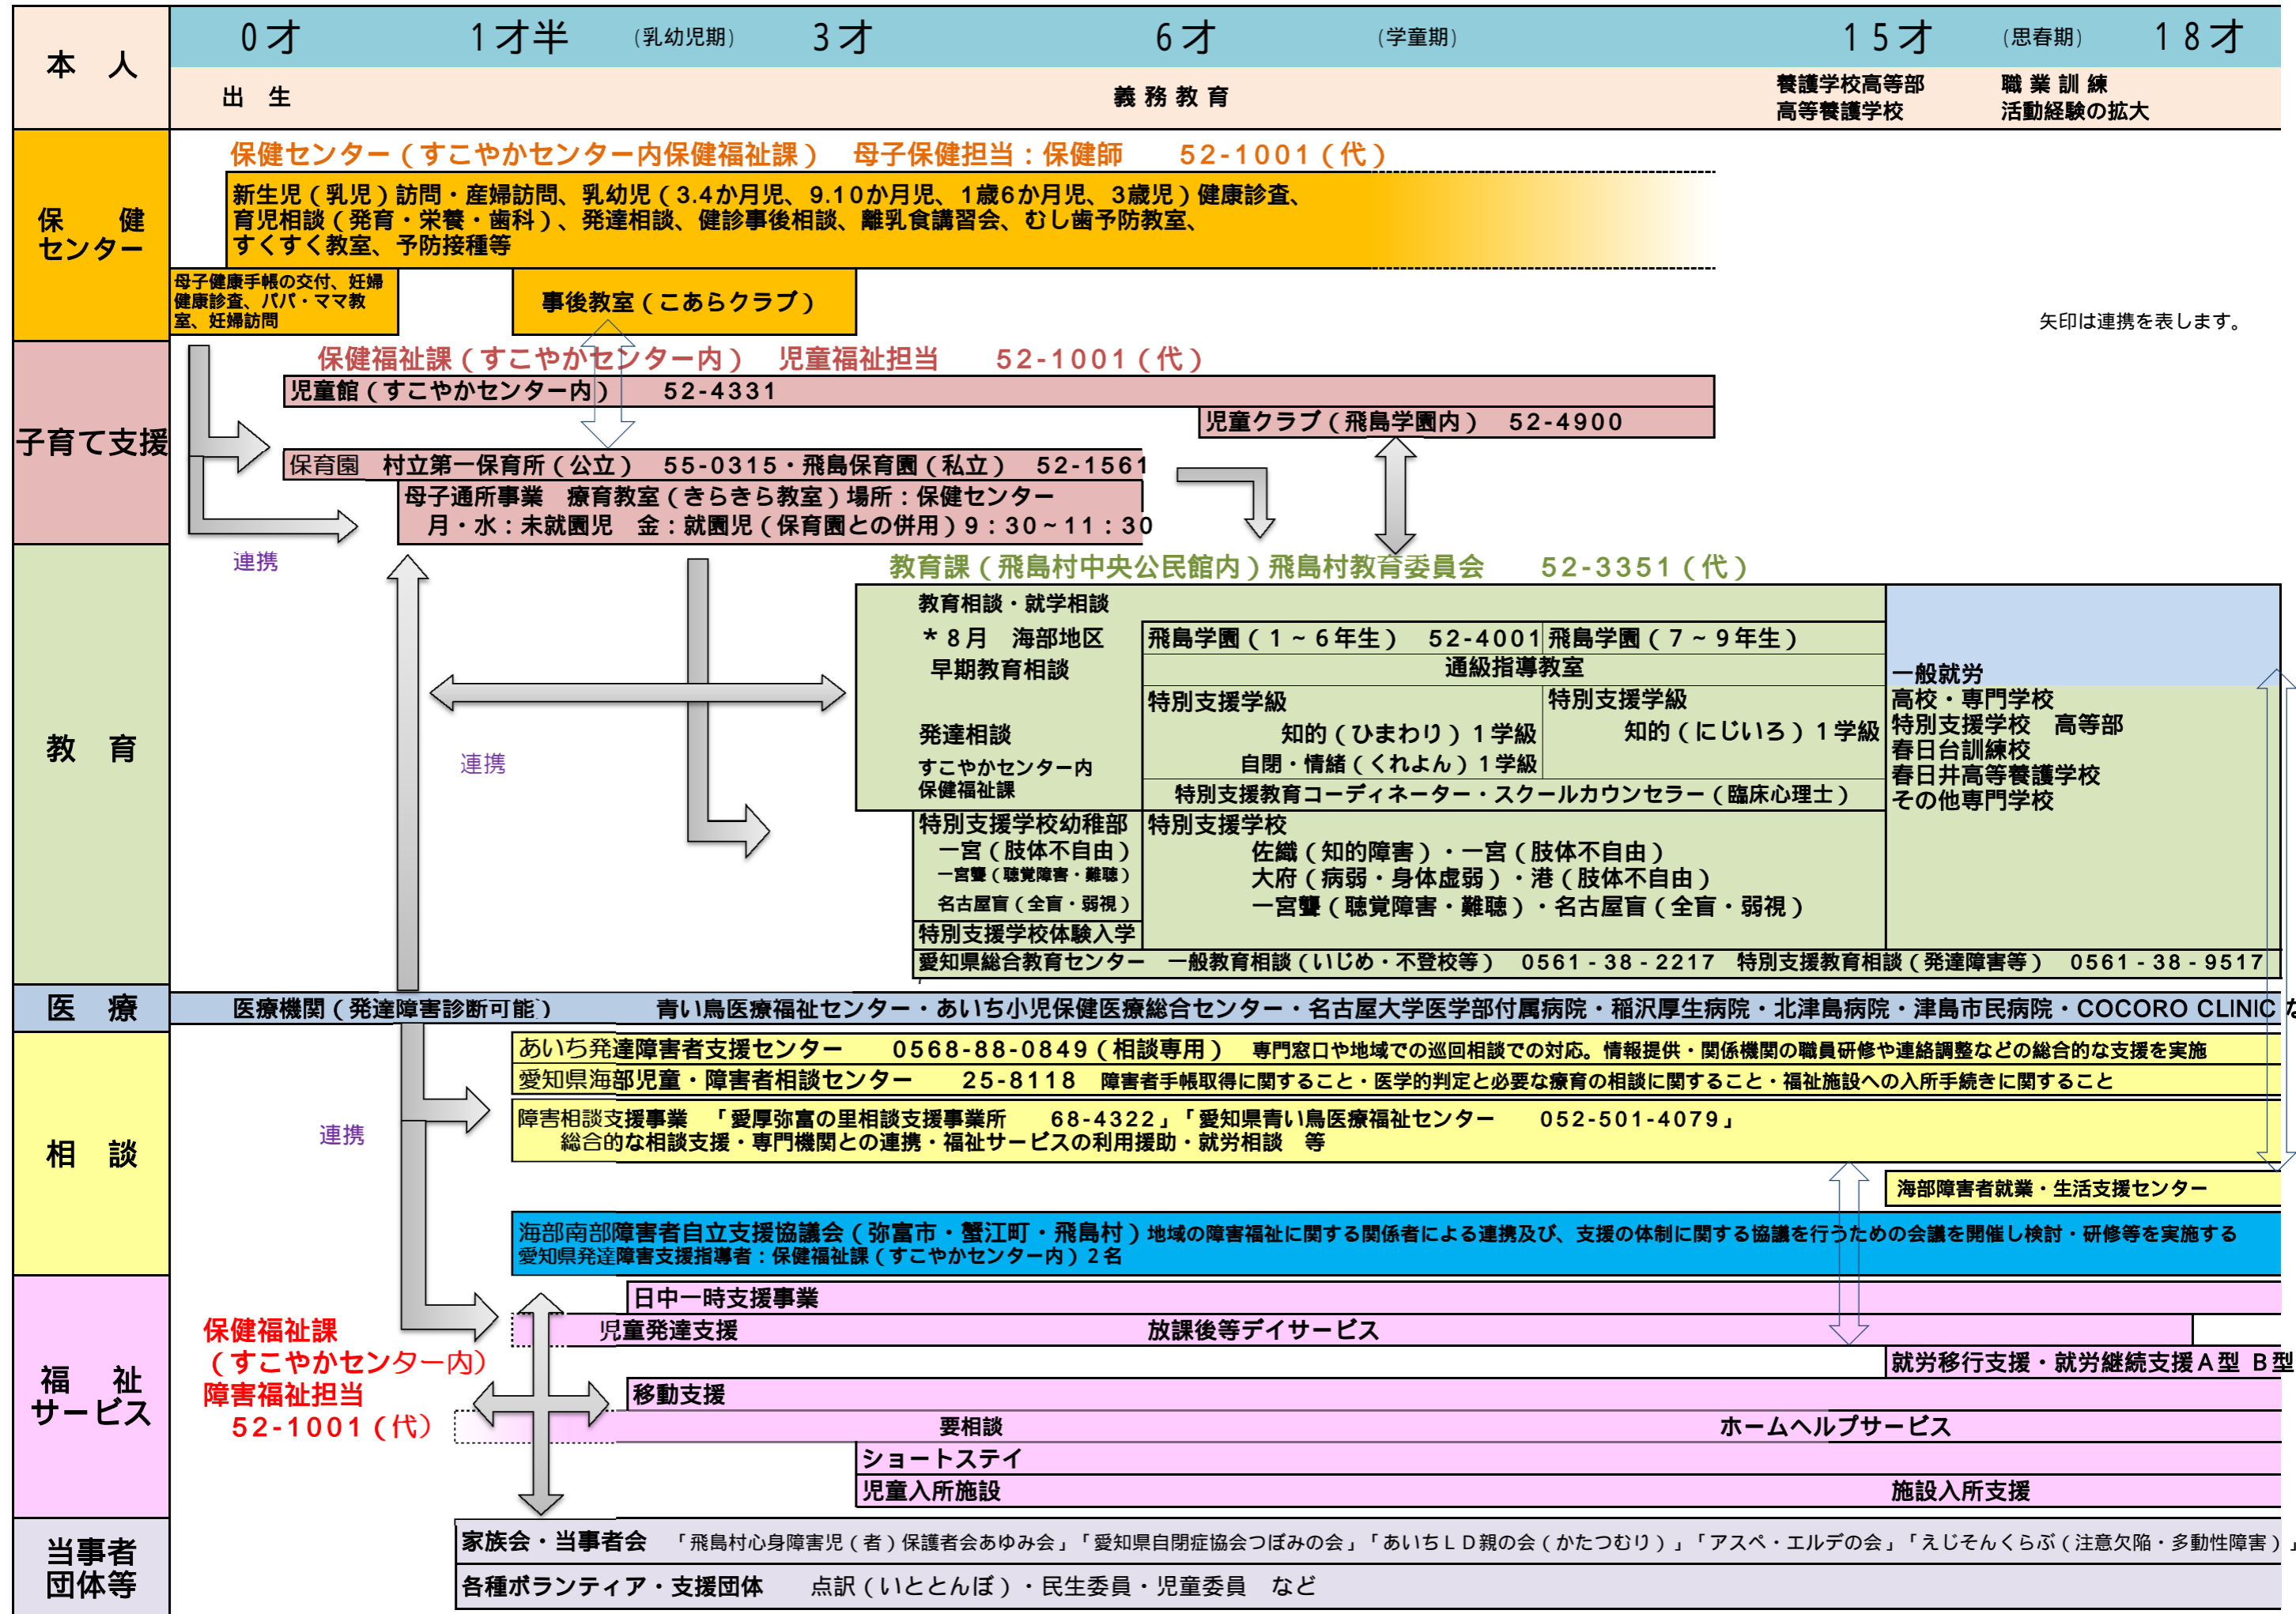 本 人
0才 1才半 (乳幼児期) 3才 6才 (学童期) 15才 (思春期) 18才
出 生 義務教育 養護学校高等部 職業訓練
高等養護学校 活動経験の拡大
保 健
センター
保健センター(すこやかセンター内保健福祉課) 母子保健担当:保健師 52-1001(代)
新生児(乳児)訪問・産婦訪問、乳幼児(3.4か月児、9.10か月児、1歳6か月児、3歳児)健康診査、
育児相談(発育・栄養・歯科)、発達相談、健診事後相談、離乳食講習会、むし歯予防教室、
すくすく教室、予防接種等
母子健康手帳の交付、妊婦
健康診査、パパ・ママ教
室、妊婦訪問
事後教室(こあらクラブ)
矢印は連携を表します。
子育て支援
保健福祉課(すこやかセンター内) 児童福祉担当 52-1001(代)
児童館(すこやかセンター内) 52-4331
児童クラブ(飛島学園内) 52-4900
保育園 村立第一保育所(公立) 55-0315・飛島保育園(私立) 52-1561
母子通所事業 療育教室(きらきら教室)場所:保健センター
月・水:未就園児 金:就園児(保育園との併用)9:30~11:30
連携
教 育
教育課(飛島村中央公民館内)飛島村教育委員会 52-3351(代)
教育相談・就学相談
*8月 海部地区
早期教育相談
発達相談
すこやかセンター内
保健福祉課
飛島学園(1~6年生) 52-4001 飛島学園(7~9年生)
通級指導教室
特別支援学級 特別支援学級
知的(ひまわり)1学級 知的(にじいろ)1学級
自閉・情緒(くれよん)1学級
特別支援教育コーディネーター・スクールカウンセラー(臨床心理士)
一般就労
高校・専門学校
特別支援学校 高等部
春日台訓練校
春日井高等養護学校
その他専門学校
連携
特別支援学校幼稚部
一宮(肢体不自由)
一宮聾(聴覚障害・難聴)
名古屋盲(全盲・弱視)
特別支援学校体験入学
特別支援学校
佐織(知的障害)・一宮(肢体不自由)
大府(病弱・身体虚弱)・港(肢体不自由)
一宮聾(聴覚障害・難聴)・名古屋盲(全盲・弱視)
愛知県総合教育センター 一般教育相談(いじめ・不登校等) 0561-38-2217 特別支援教育相談(発達障害等) 0561-38-9517
医 療
医療機関(発達障害診断可能) 青い鳥医療福祉センター・あいち小児保健医療総合センター・名古屋大学医学部付属病院・稲沢厚生病院・北津島病院・津島市民病院・COCORO CLINIC
相 談
あいち発達障害者支援センター 0568-88-0849(相談専用) 専門窓口や地域での巡回相談での対応。情報提供・関係機関の職員研修や連絡調整などの総合的な支援を実施
愛知県海部児童・障害者相談センター 25-8118 障害者手帳取得に関すること・医学的判定と必要な療育の相談に関すること・福祉施設への入所手続きに関すること
障害相談支援事業 「愛厚弥富の里相談支援事業所 68-4322」「愛知県青い鳥医療福祉センター 052-501-4079」
総合的な相談支援・専門機関との連携・福祉サービスの利用援助・就労相談 等
連携
海部障害者就業・生活支援センター
海部南部障害者自立支援協議会(弥富市・蟹江町・飛島村)地域の障害福祉に関する関係者による連携及び、支援の体制に関する協議を行うための会議を開催し検討・研修等を実施する
愛知県発達障害支援指導者:保健福祉課(すこやかセンター内)2名
福 祉
サービス
保健福祉課
(すこやかセンター内)
障害福祉担当
52-1001(代)
日中一時支援事業
児童発達支援 放課後等デイサービス
就労移行支援・就労継続支援A型 B型
移動支援
要相談 ホームヘルプサービス
ショートステイ
児童入所施設 施設入所支援
当事者
団体等
家族会・当事者会 「飛島村心身障害児(者)保護者会あゆみ会」「愛知県自閉症協会つぼみの会」「あいちLD親の会(かたつむり)」「アスペ・エルデの会」「えじそんくらぶ(注意欠陥・多動性障害)」
各種ボランティア・支援団体 点訳(いととんぼ)・民生委員・児童委員 など